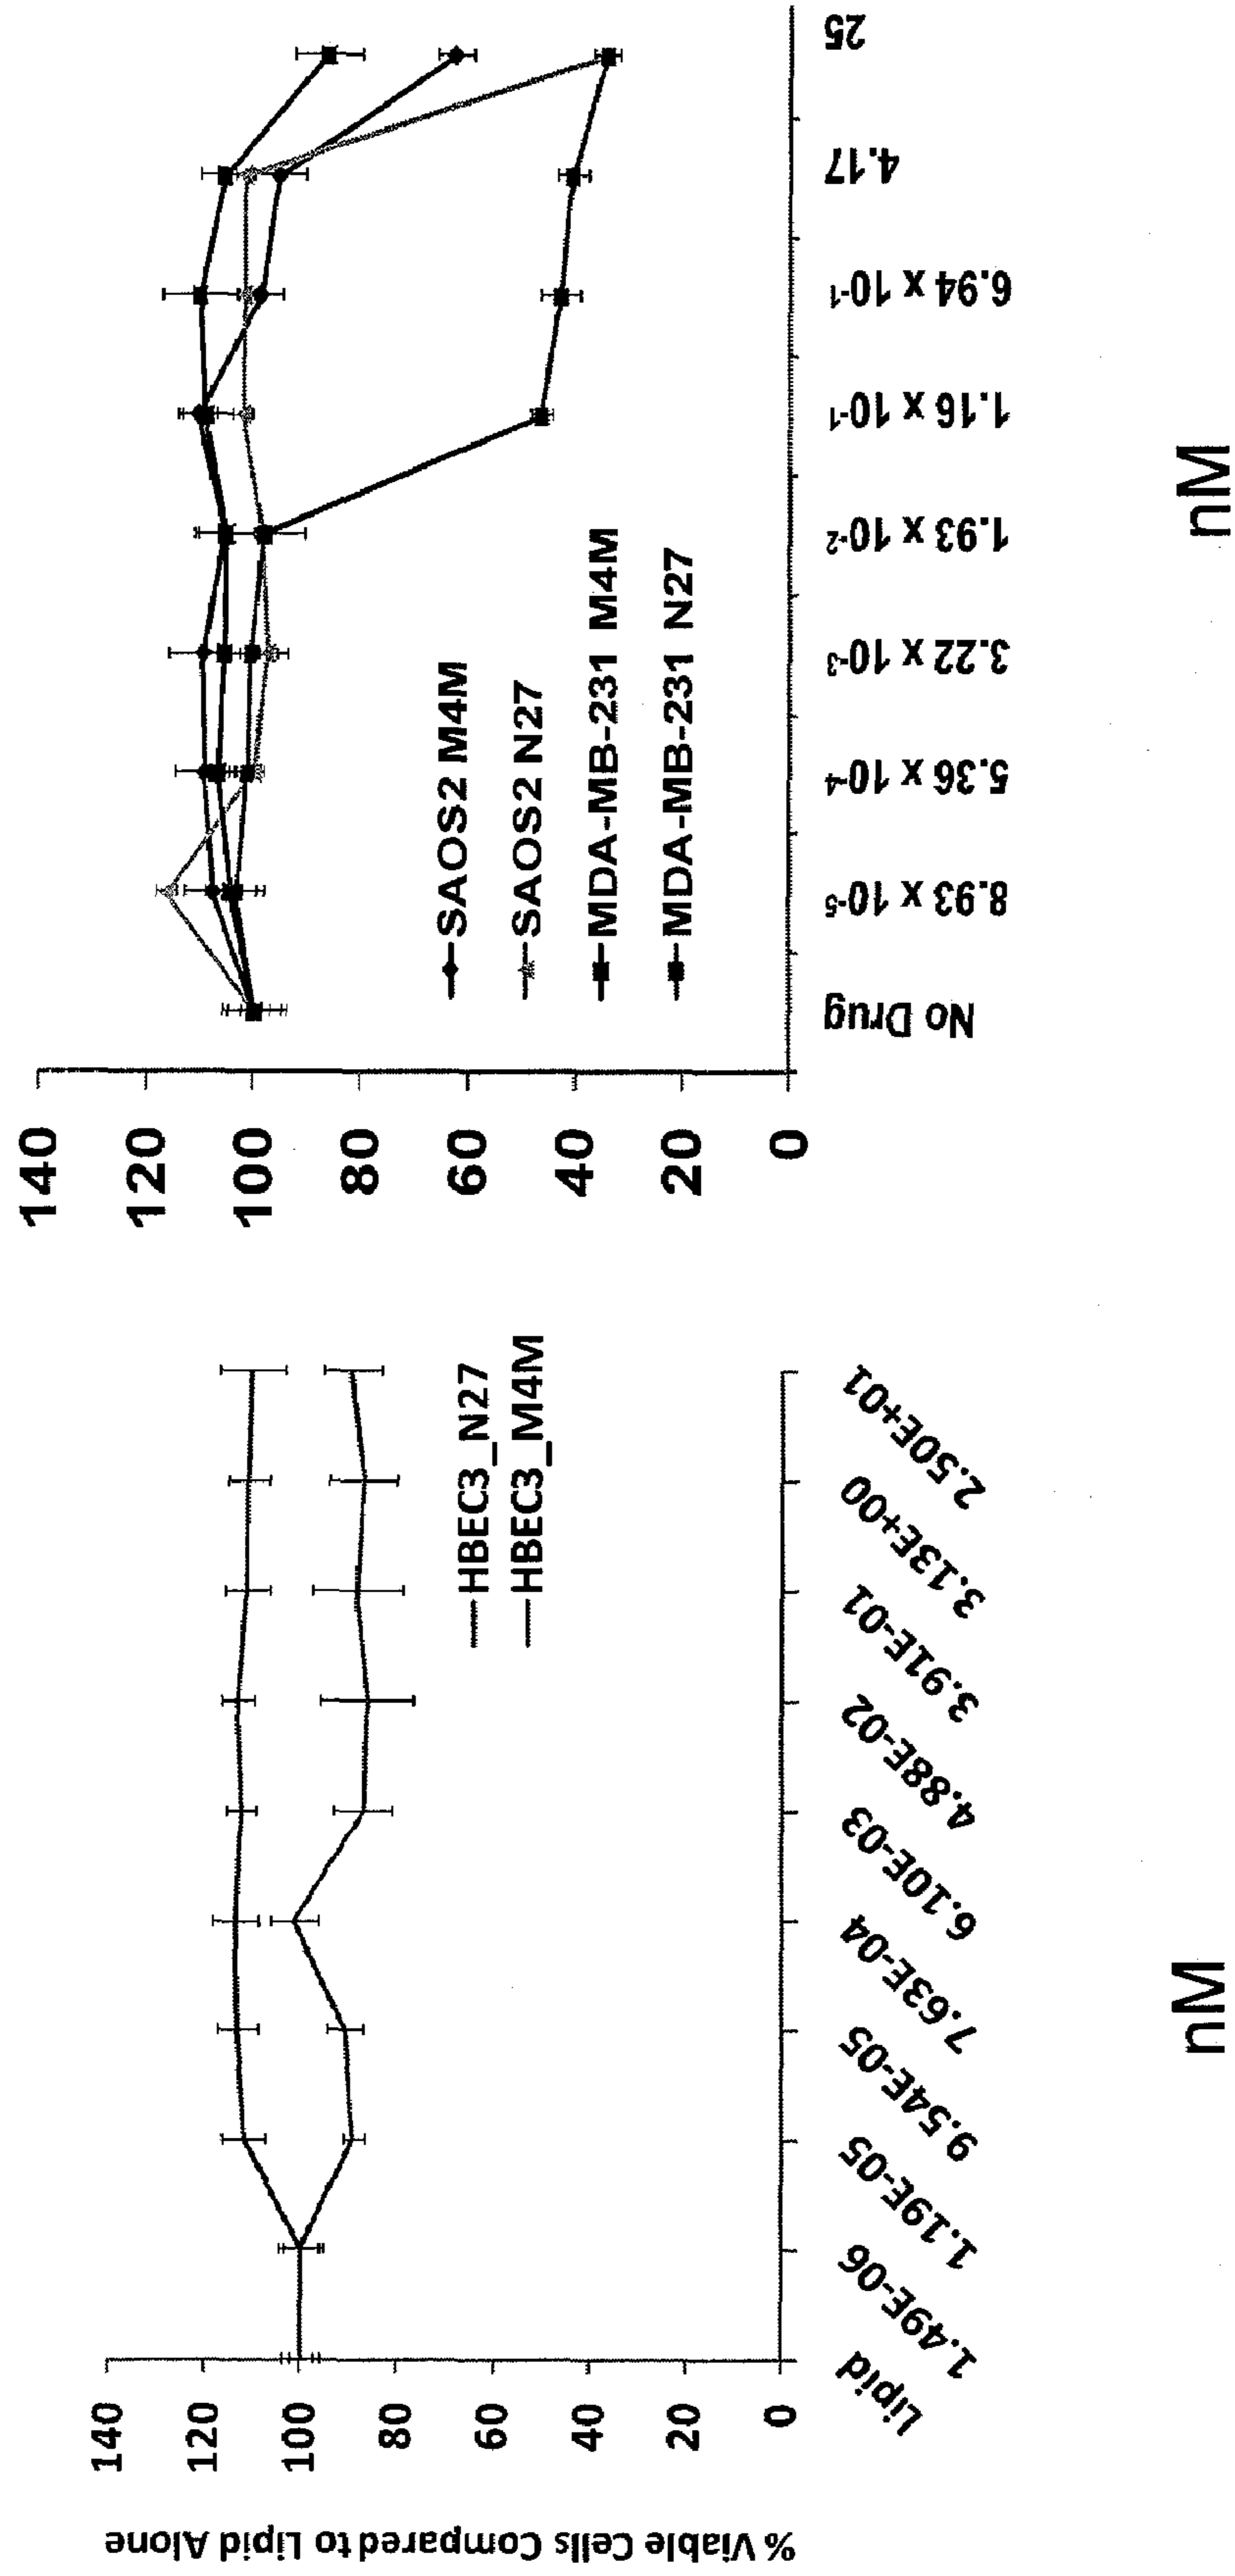 % Viable Cells Compared to Lipid Alone
140
120
100
80
60
40
20
0
HBEC3_N27
HBEC3_M4M
Lipid
1.49E-06
1.19E-05
9.54E-05
7.63E-04
6.10E-03
4.88E-02
3.91E-01
3.13E+00
2.50E+01
nM
140
120
100
80
60
40
20
0
SAOS2 M4M
SAOS2 N27
MDA-MB-231 M4M
MDA-MB-231 N27
No Drug
8.93 x 10-5
5.36 x 10-4
3.22 x 10-3
1.93 x 10-2
1.16 x 10-1
6.94 x 10-1
4.17
25
nM